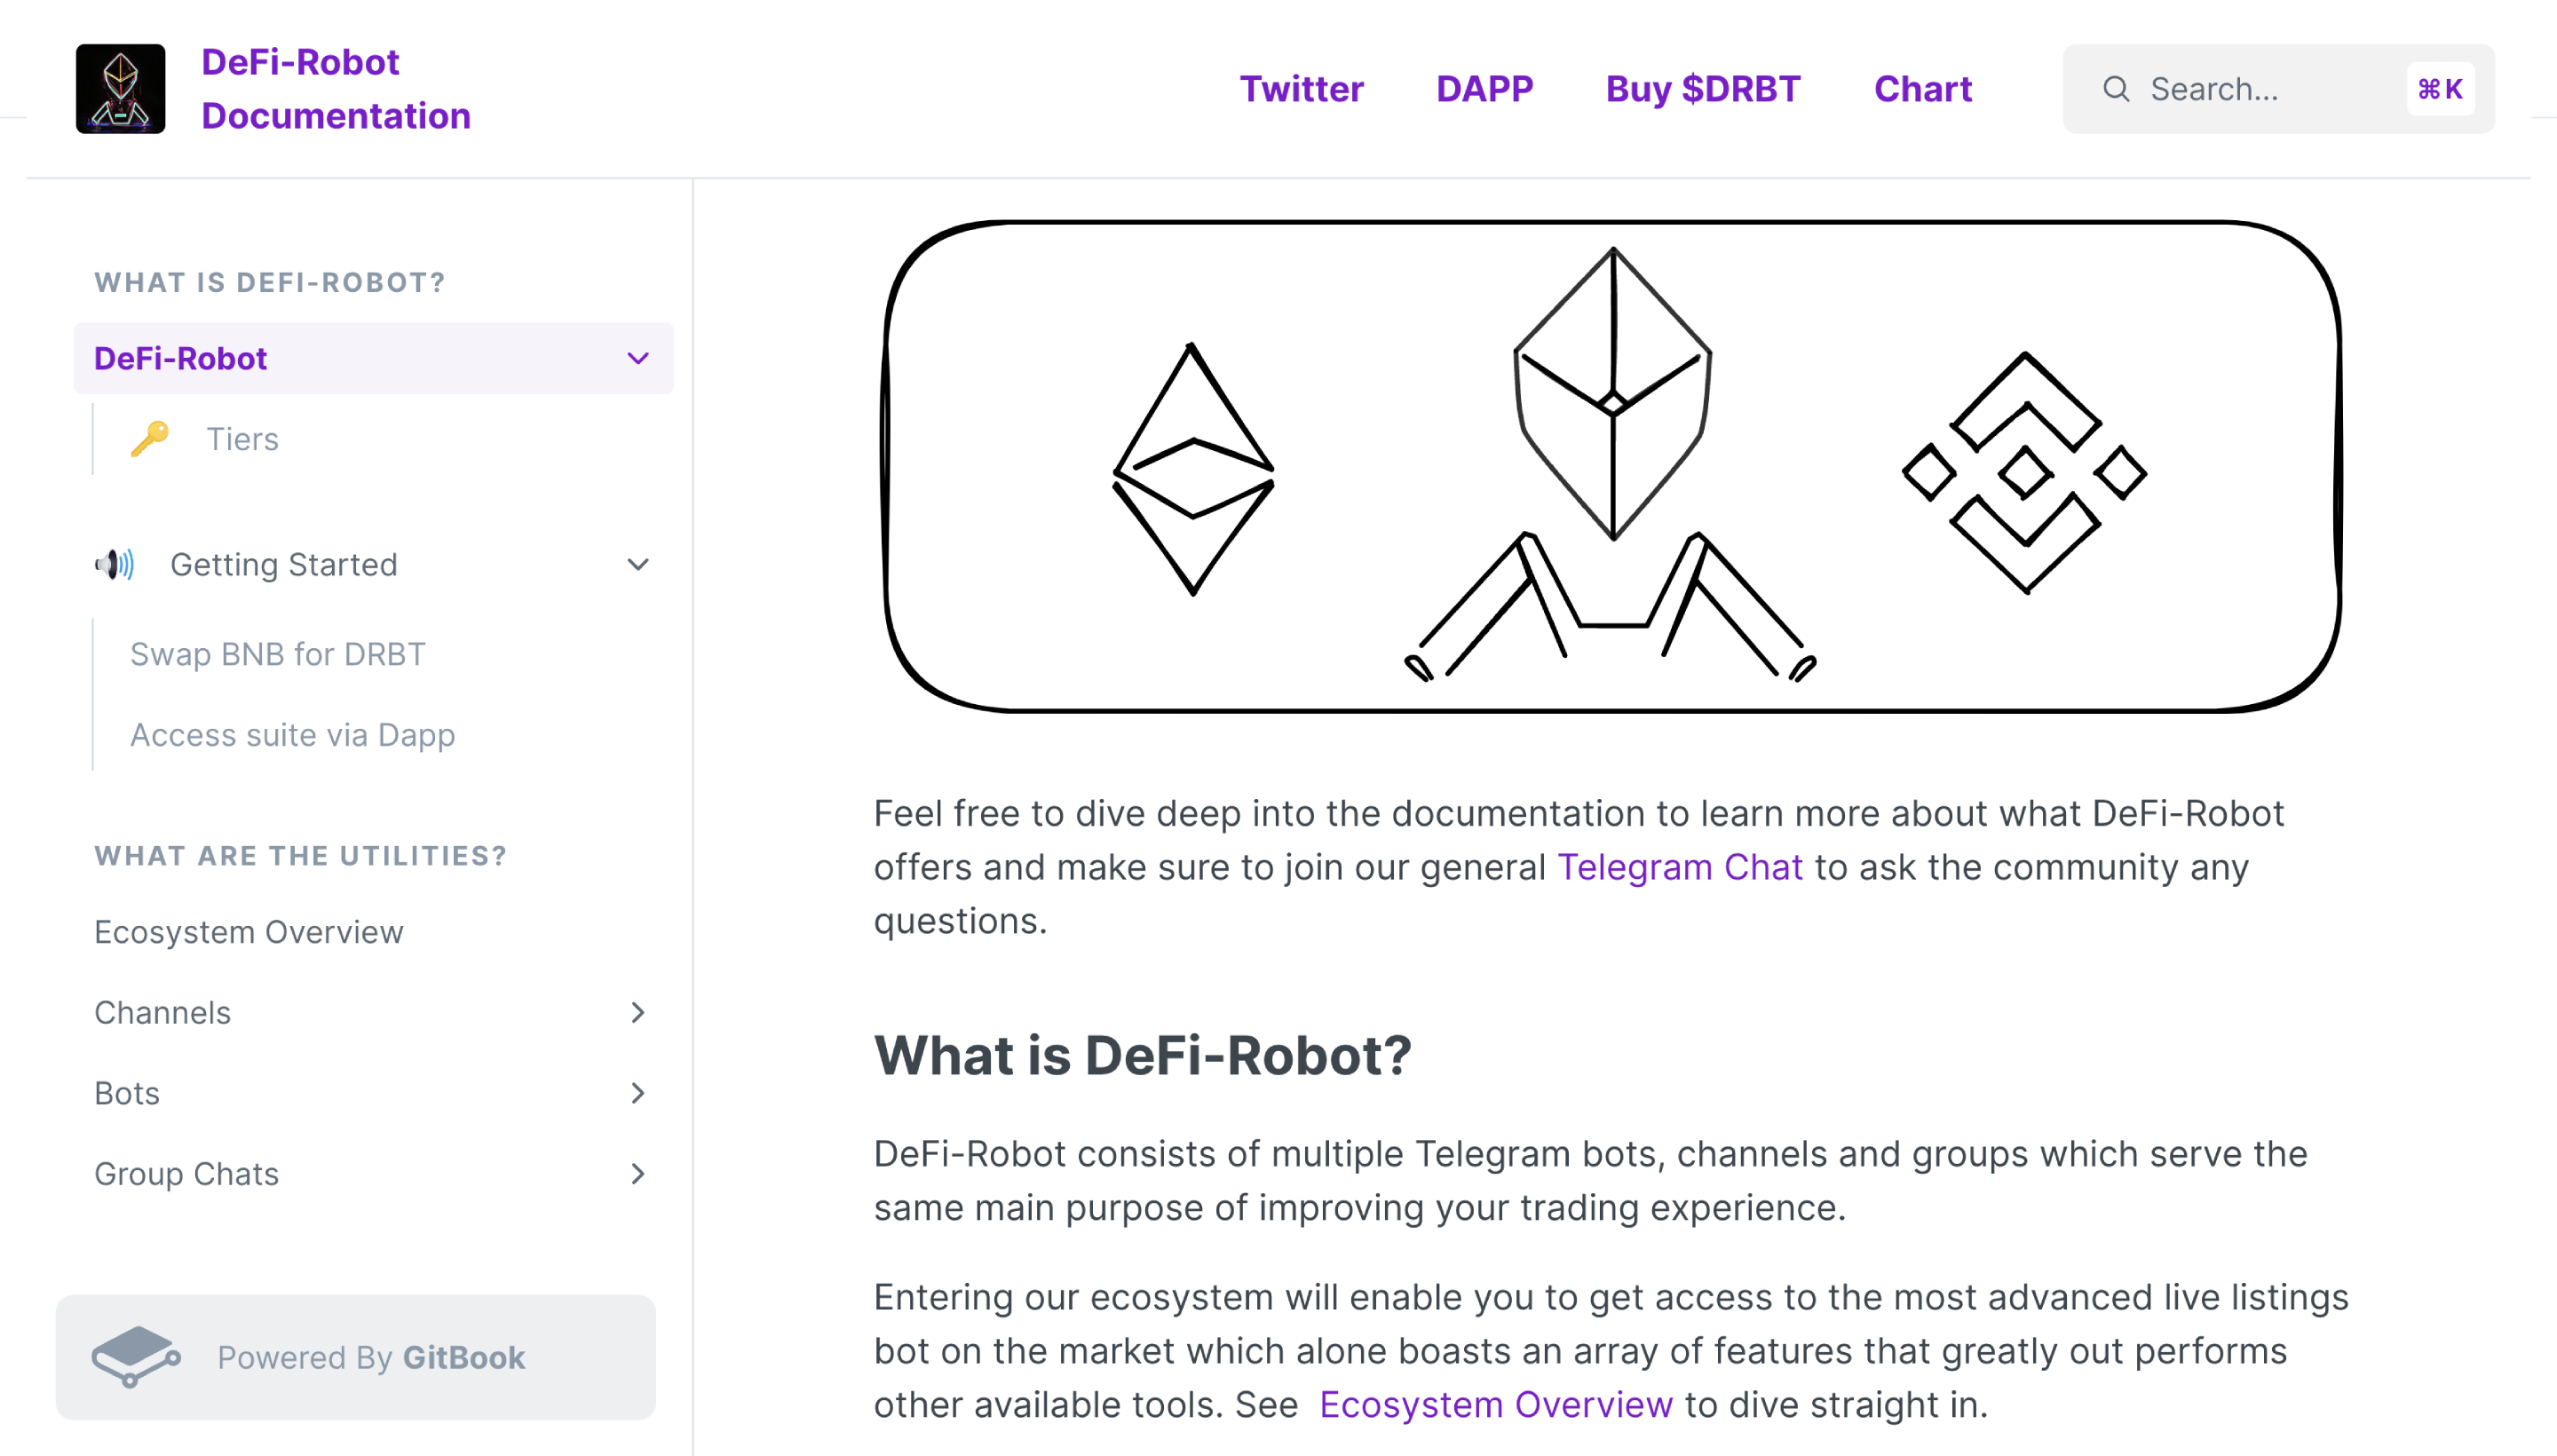 DeFi-Robot
Documentation
Twitter
DAPP
Buy $DRBT
Chart
Search...
⌘K
WHAT IS DEFI-ROBOT?
DeFi-Robot
Tiers
Getting Started
Swap BNB for DRBT
Access suite via Dapp
WHAT ARE THE UTILITIES?
Ecosystem Overview
Channels
Bots
Group Chats
Powered By GitBook
Feel free to dive deep into the documentation to learn more about what DeFi-Robot
offers and make sure to join our general Telegram Chat to ask the community any
questions.
What is DeFi-Robot?
DeFi-Robot consists of multiple Telegram bots, channels and groups which serve the
same main purpose of improving your trading experience.
Entering our ecosystem will enable you to get access to the most advanced live listings
bot on the market which alone boasts an array of features that greatly out performs
other available tools. See Ecosystem Overview to dive straight in.